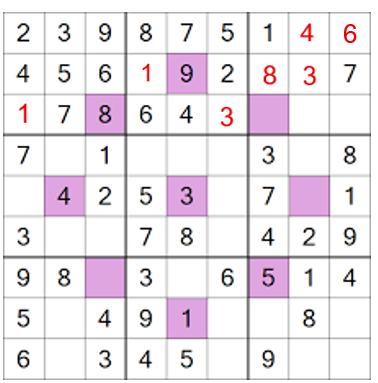 2 3 9 8 7 5 1 4 6
4 5 6 1 9 2 8 3 7
1 7 8 6 4 3
7 1 3 8
4 2 5 3 7 1
3 7 8 4 2 9
9 8 3 6 5 1 4
5 4 9 1 8
6 3 4 5 9